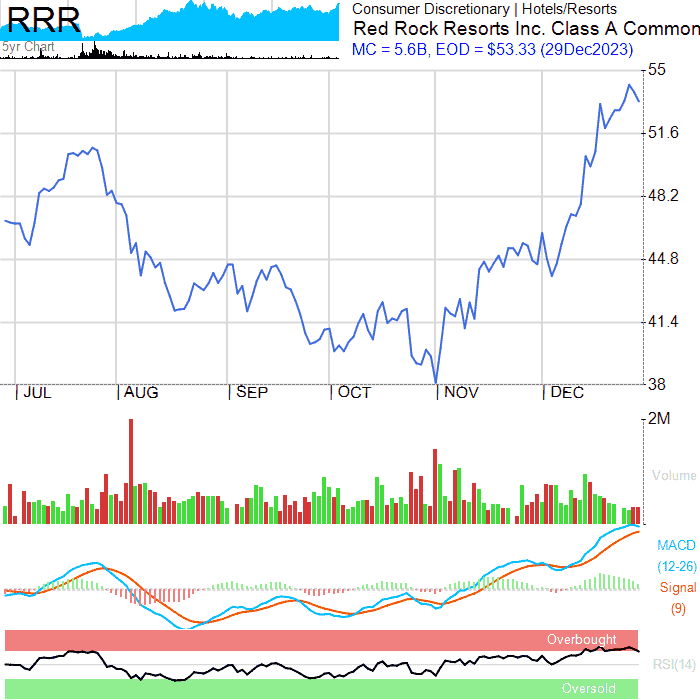 RRR
5yr Chart
Consumer Discretionary | Hotels/Resorts
Red Rock Resorts Inc. Class A Common
MC = 5.6B, EOD = $53.33 (29Dec2023)
55
51.6
48.2
44.8
41.4
38
JUL AUG SEP OCT NOV DEC
2M
Volume
MACD
(12-26)
Signal
(9)
Overbought
RSI(14)
Oversold